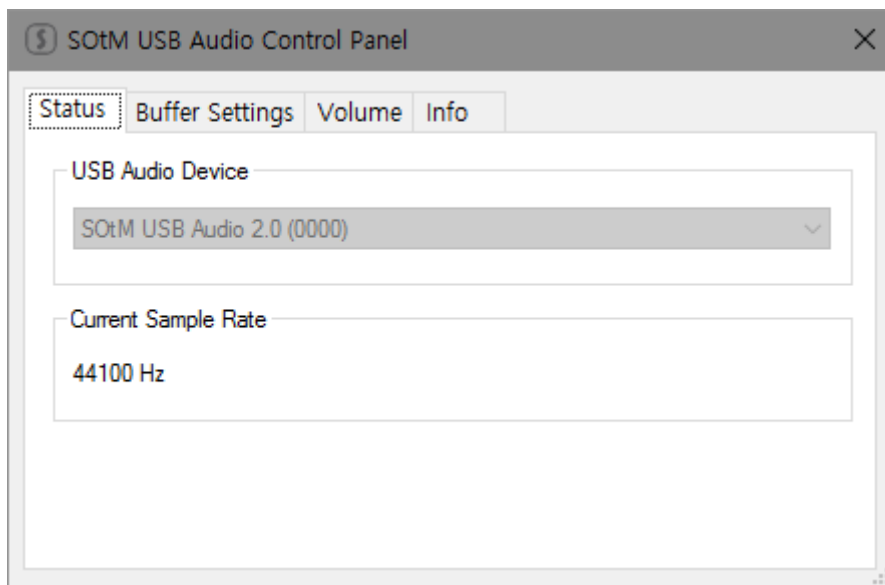 SOtM USB Audio Control Panel
Status Buffer Settings Volume Info
USB Audio Device
SOtM USB Audio 2.0 (0000)
Current Sample Rate
44100 Hz